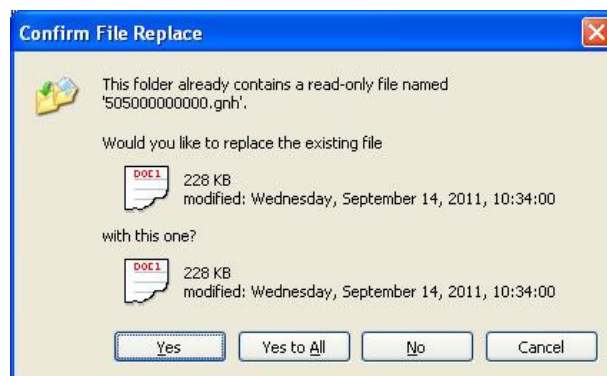 Confirm File Replace
This folder already contains a read-only file named
'505000000000.gnh'.
Would you like to replace the existing file
DOC1
228 KB
modified: Wednesday, September 14, 2011, 10:34:00
with this one?
DOC1
228 KB
modified: Wednesday, September 14, 2011, 10:34:00
Yes Yes to All No Cancel